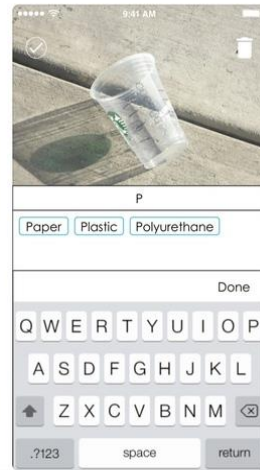 9:41 AM
P
Paper Plastic Polyurethane
Done
Q W E R T Y U I O P
A S D F G H J K L
Z X C V B N M
.?123 space return